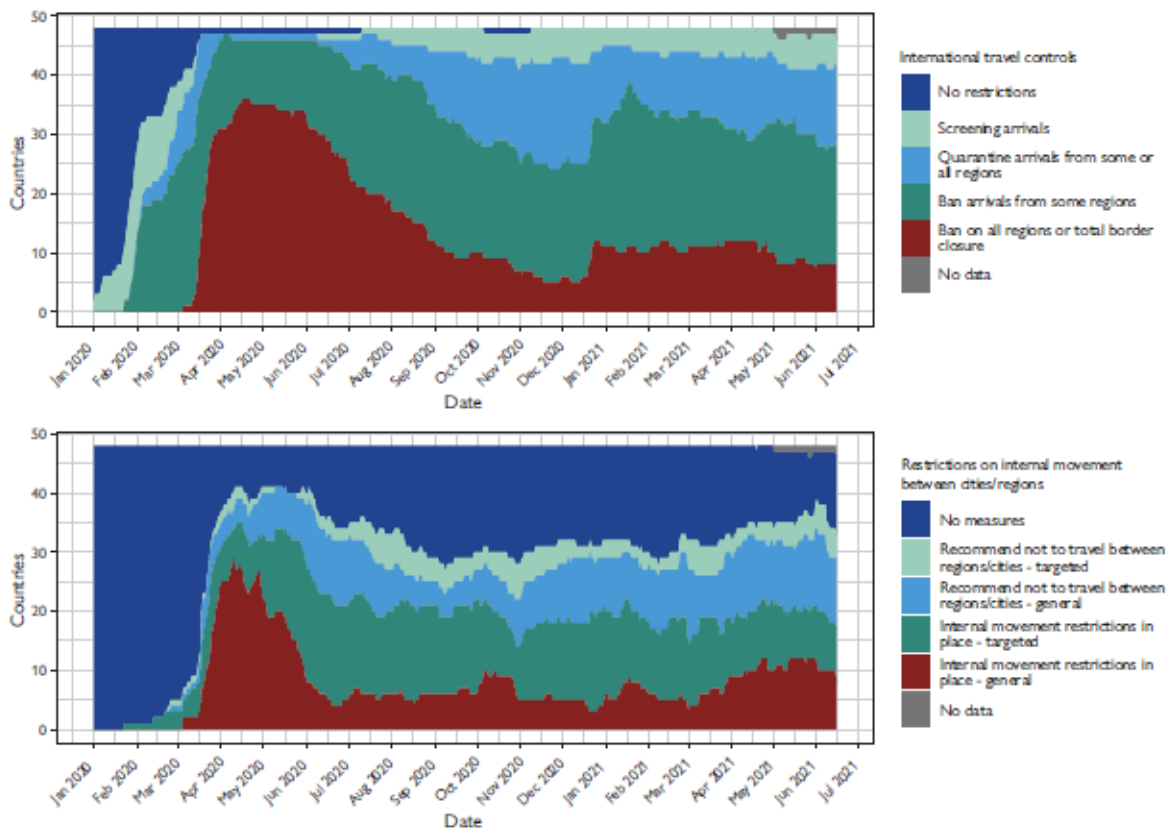 50
40
30
20
10
0
Countries
Jan 2020
Feb 2020
Mar 2020
Apr 2020
May 2020
Jun 2020
Jul 2020
Aug 2020
Sep 2020
Oct 2020
Nov 2020
Dec 2020
Jan 2021
Feb 2021
Mar 2021
Apr 2021
May 2021
Jun 2021
Jul 2021
Date
International travel controls
No restrictions
Screening arrivals
Quarantine arrivals from some or
all regions
Ban arrivals from some regions
Ban on all regions or total border
closure
No data
50
40
30
20
10
0
Countries
Jan 2020
Feb 2020
Mar 2020
Apr 2020
May 2020
Jun 2020
Jul 2020
Aug 2020
Sep 2020
Oct 2020
Nov 2020
Dec 2020
Jan 2021
Feb 2021
Mar 2021
Apr 2021
May 2021
Jun 2021
Jul 2021
Date
Restrictions on internal movement
between cities/regions
No measures
Recommend not to travel between
regions/cities - targeted
Recommend not to travel between
regions/cities - general
Internal movement restrictions in
place - targeted
Internal movement restrictions in
place - general
No data